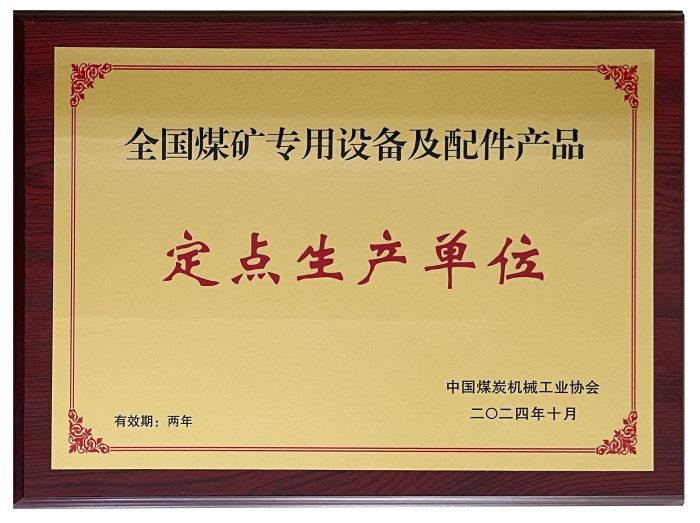 全国煤矿专用设备及配件产品
定点生产单位
中国煤炭机械工业协会
有效期：两年
二〇二四年十月